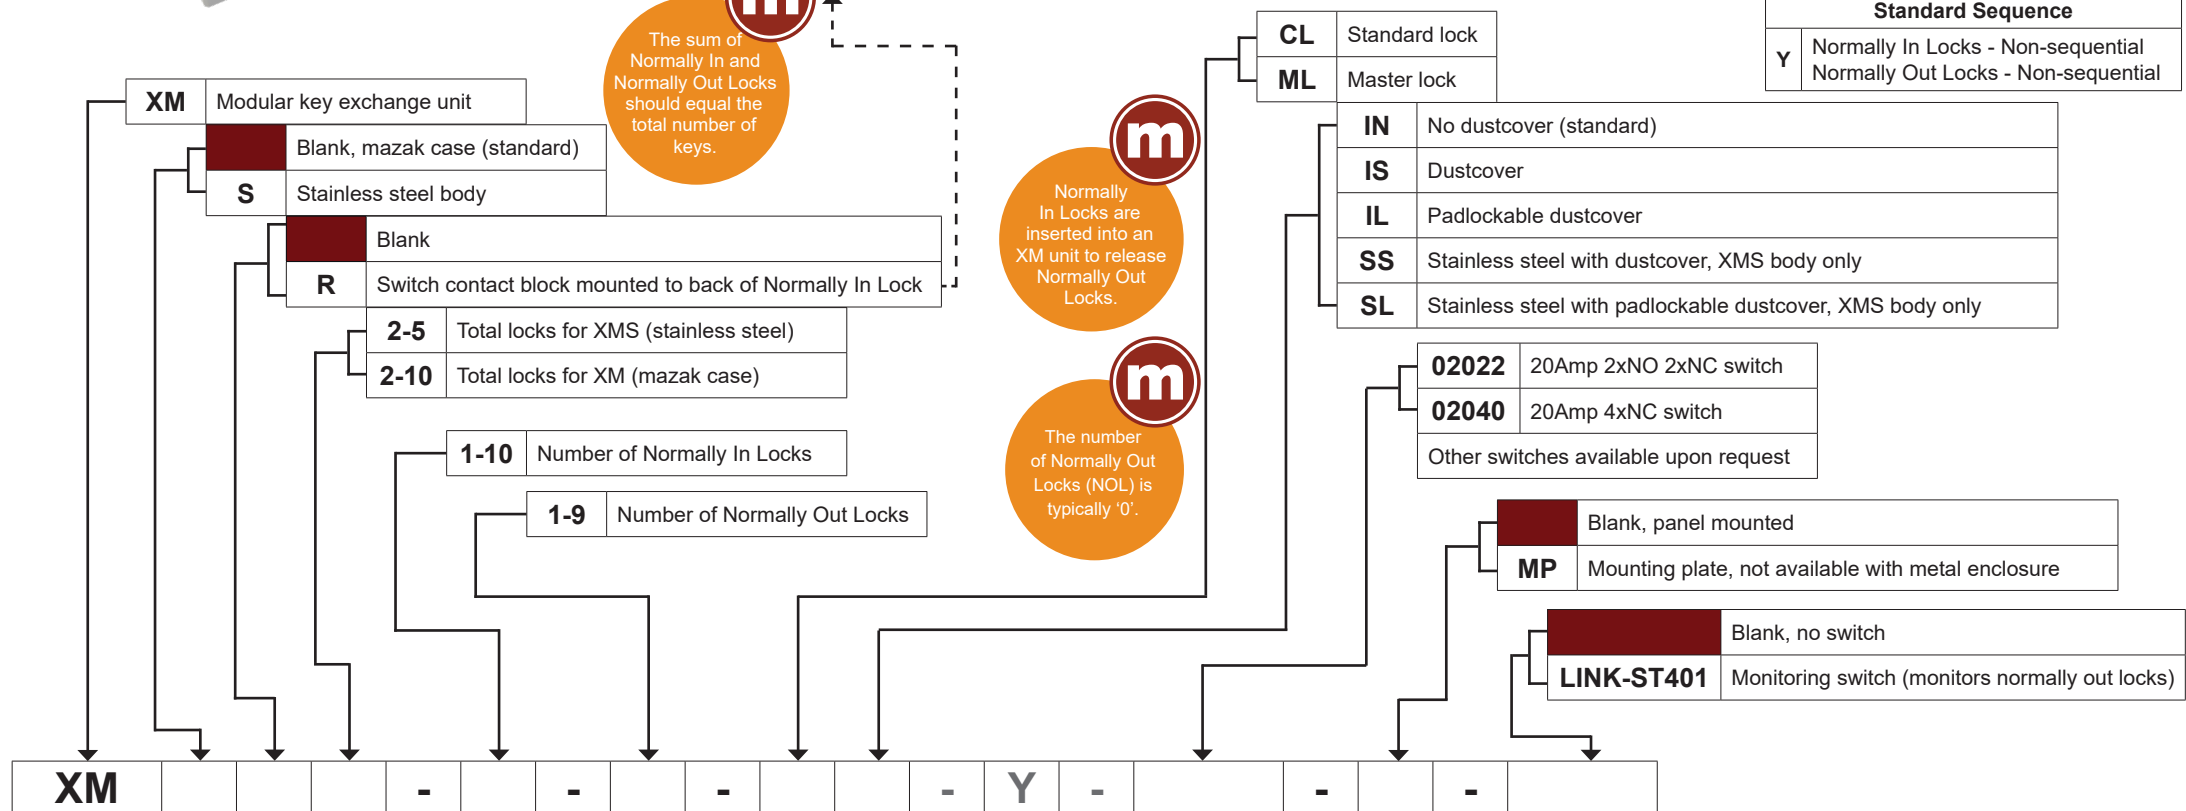 m
The sum of
Normally In and
Normally Out Locks
should equal the
total number of
keys.
XM Modular key exchange unit
Blank, mazak case (standard)
S Stainless steel body
Blank
R Switch contact block mounted to back of Normally In Lock
2-5 Total locks for XMS (stainless steel)
2-10 Total locks for XM (mazak case)
1-10 Number of Normally In Locks
1-9 Number of Normally Out Locks
m
Normally
In Locks are
inserted into an
XM unit to release
Normally Out
Locks.
m
The number
of Normally Out
Locks (NOL) is
typically ‘0’.
CL Standard lock
ML Master lock
IN No dustcover (standard)
IS Dustcover
IL Padlockable dustcover
SS Stainless steel with dustcover, XMS body only
SL Stainless steel with padlockable dustcover, XMS body only
Standard Sequence
Y Normally In Locks - Non-sequential
Normally Out Locks - Non-sequential
02022 20Amp 2xNO 2xNC switch
02040 20Amp 4xNC switch
Other switches available upon request
Blank, panel mounted
MP Mounting plate, not available with metal enclosure
Blank, no switch
LINK-ST401 Monitoring switch (monitors normally out locks)
XM - - - - Y - - -